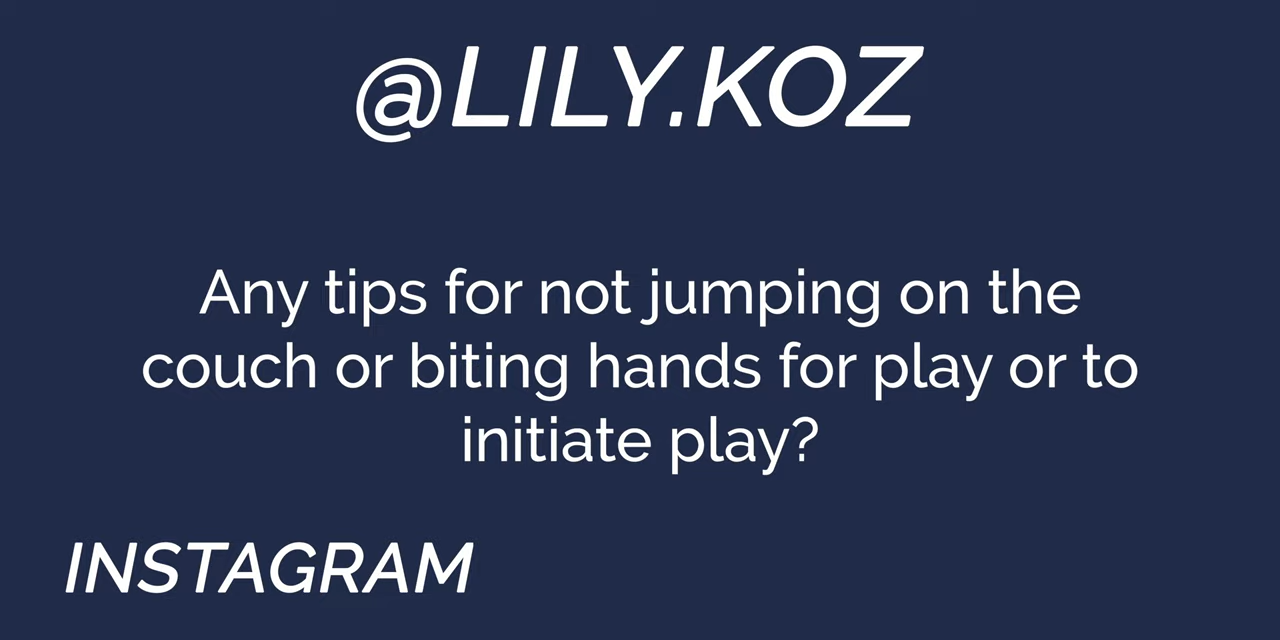 @LILY.KOZ
Any tips for not jumping on the
couch or biting hands for play or to
initiate play?
INSTAGRAM